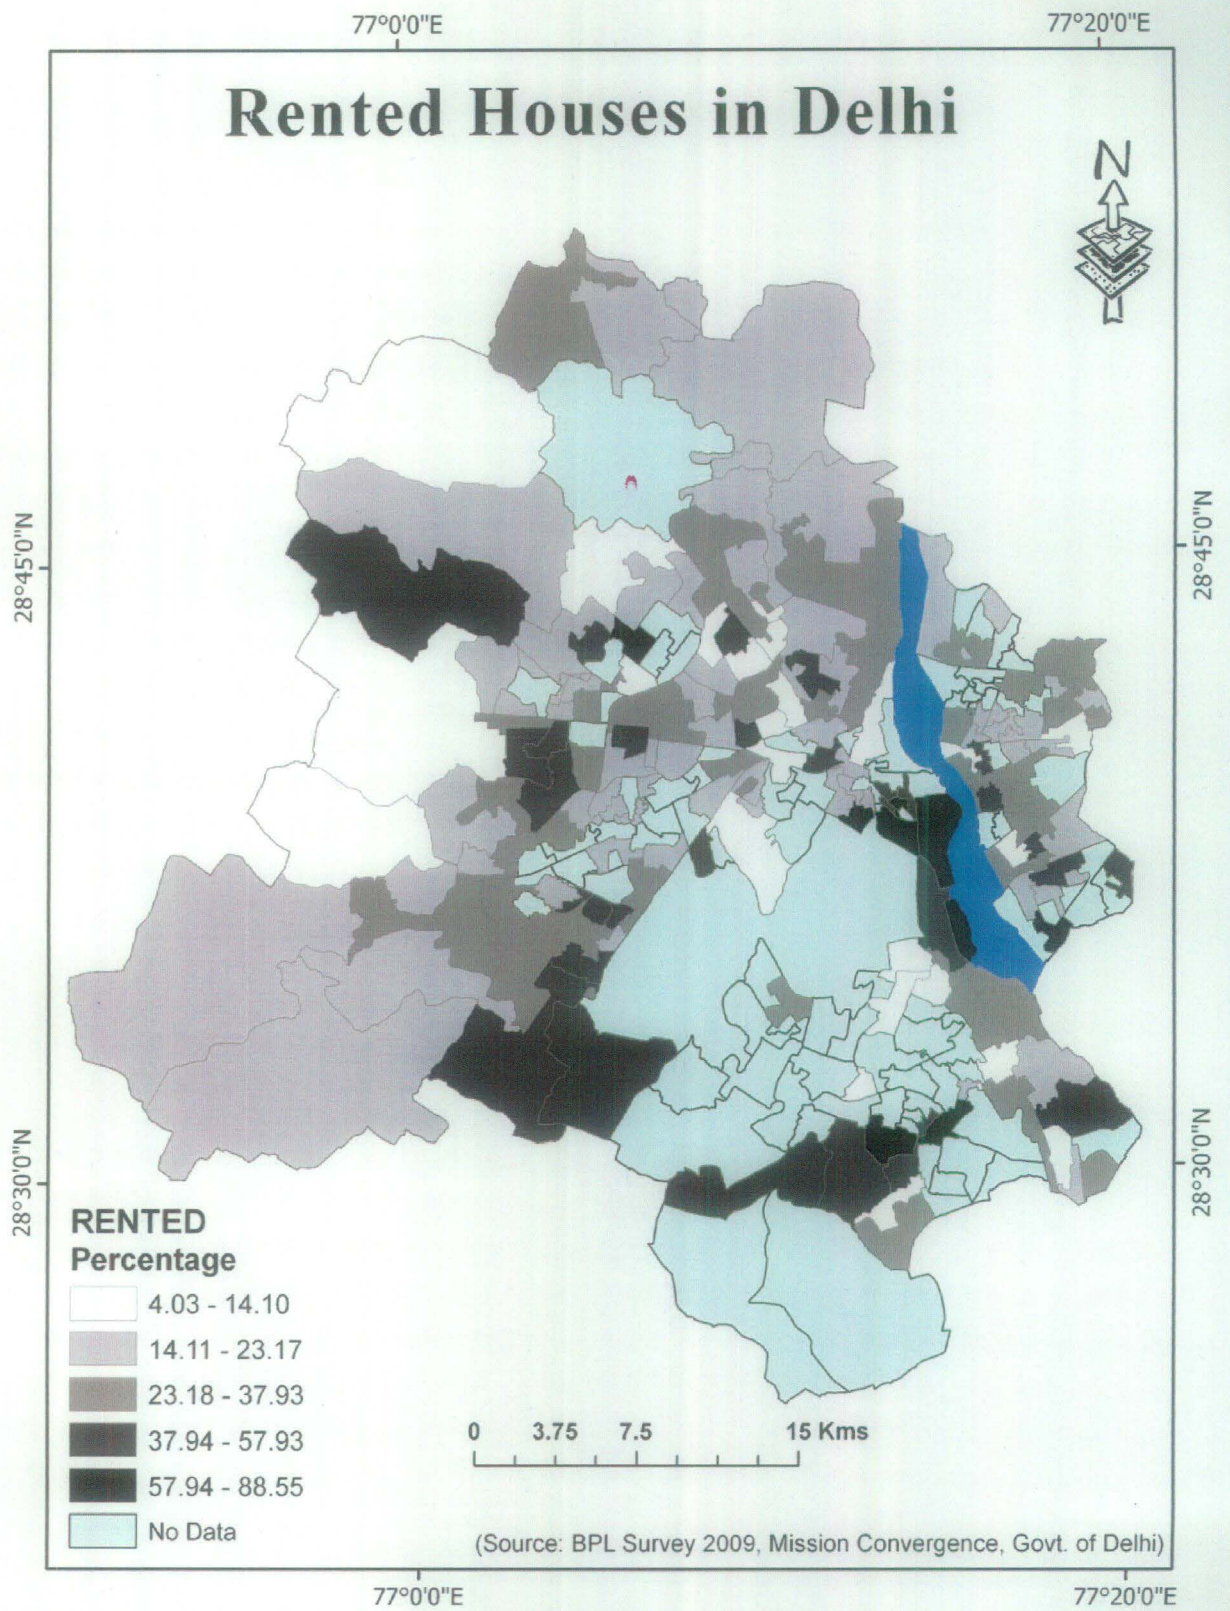 77°0'0"E 77°20'0"E
Rented Houses in Delhi
N
28°45'0"N 28°45'0"N
28°30'0"N 28°30'0"N
RENTED
Percentage
4.03 - 14.10
14.11 - 23.17
23.18 - 37.93
37.94 - 57.93
57.94 - 88.55
No Data
0 3.75 7.5 15 Kms
(Source: BPL Survey 2009, Mission Convergence, Govt. of Delhi)
77°0'0"E 77°20'0"E